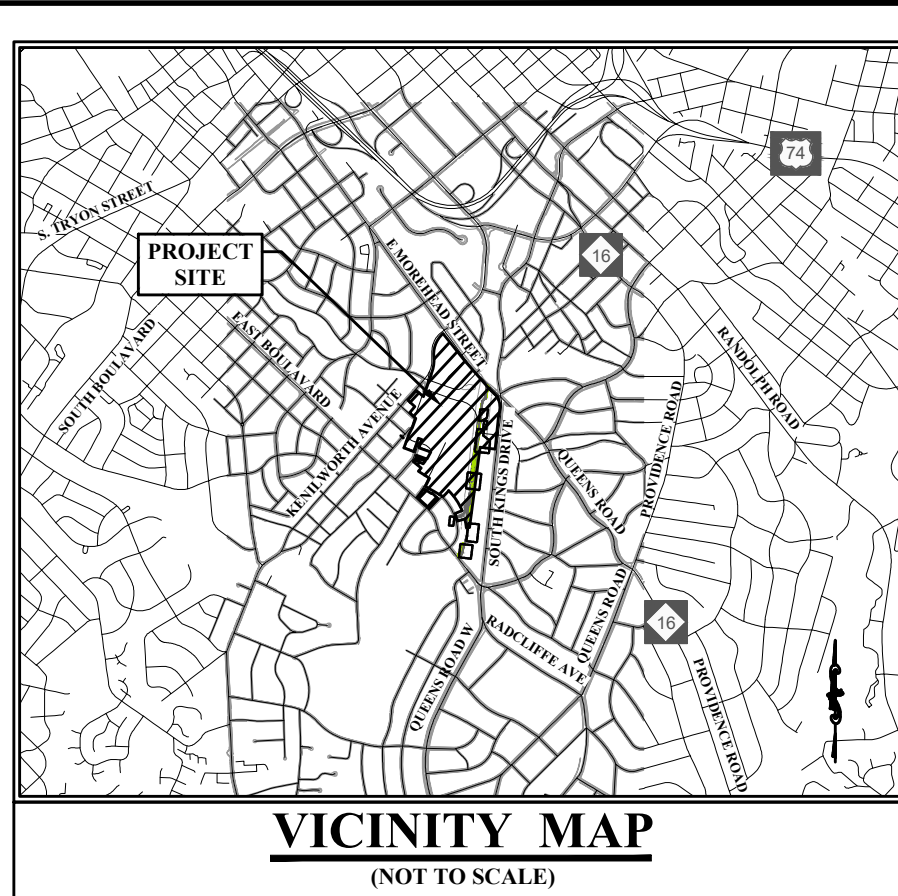 74
S. TRYON STREET
16
PROJECT
SITE
E MOREHEAD STREET
EAST BOULAVARD
SOUTH BOULAVARD
RANDOLPH ROAD
KENILWORTH AVENUE
PROVIDENCE ROAD
SOUTH KINGS DRIVE
QUEENS ROAD
QUEENS ROAD
16
RADCLIFFE AVE
QUEENS ROAD W
PROVIDENCE ROAD
VICINITY MAP
(NOT TO SCALE)